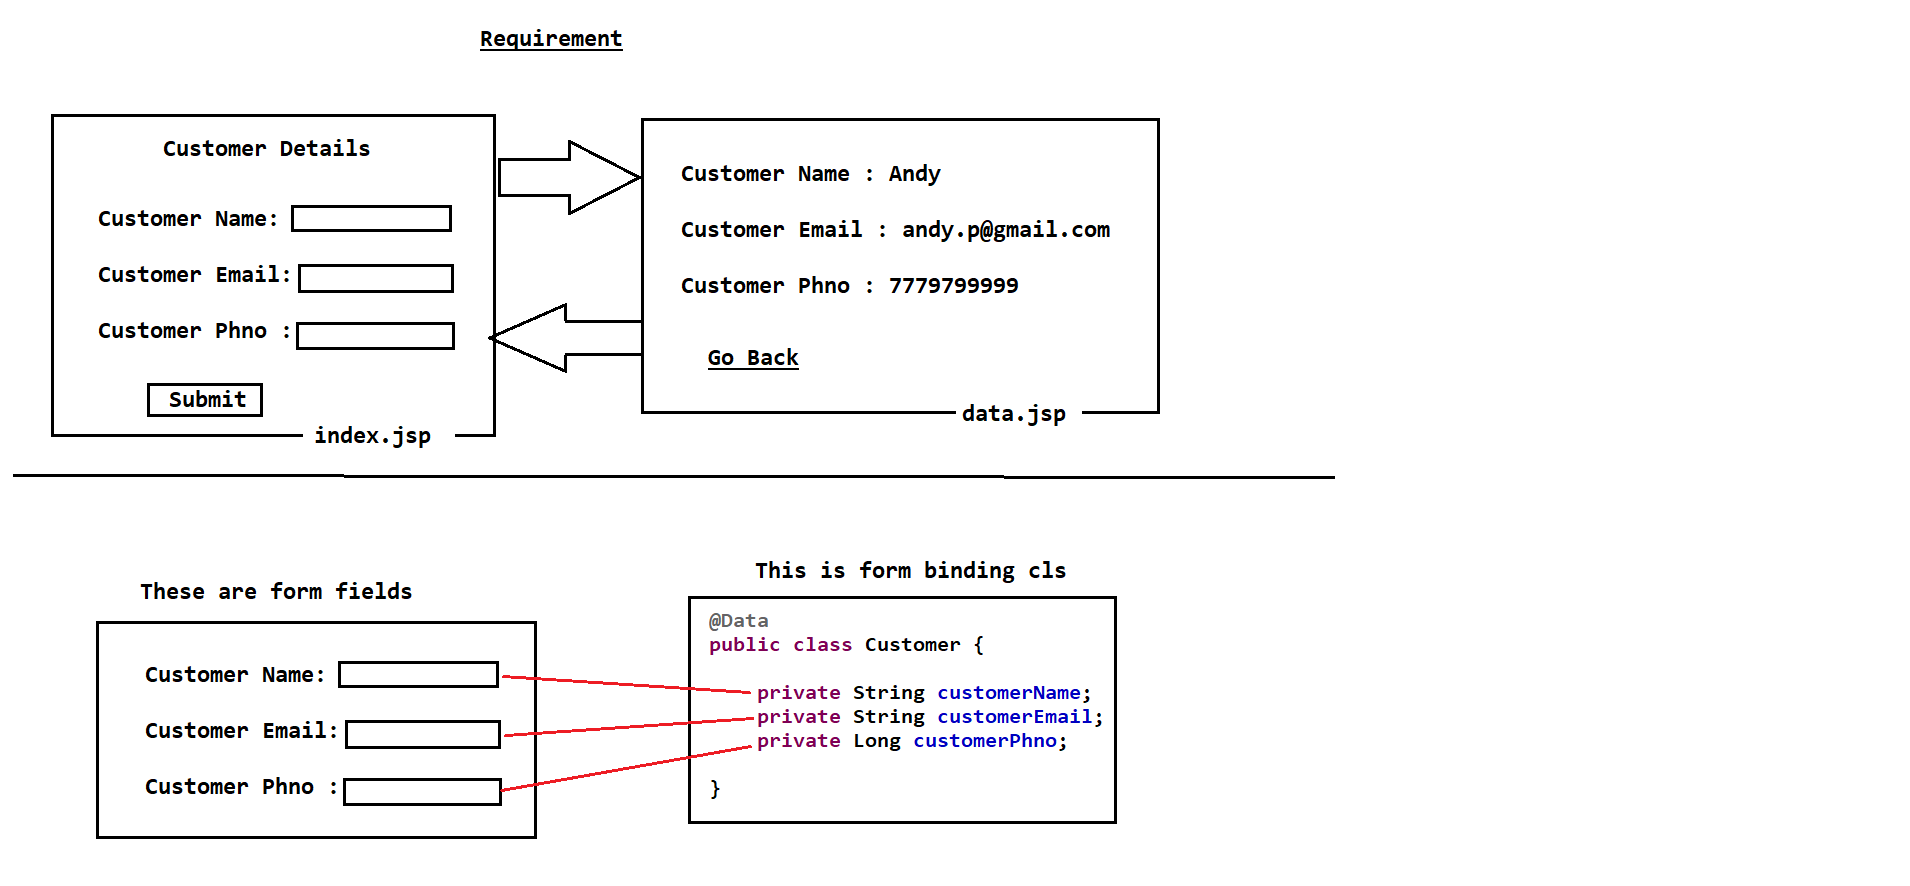 Requirement
Customer Details
Customer Name:
Customer Email:
Customer Phno :
Submit
index.jsp
Customer Name : Andy
Customer Email : andy.p@gmail.com
Customer Phno : 7779799999
Go Back
data.jsp
These are form fields
Customer Name:
Customer Email:
Customer Phno :
This is form binding cls
@Data
public class Customer {
private String customerName;
private String customerEmail;
private Long customerPhno;
}